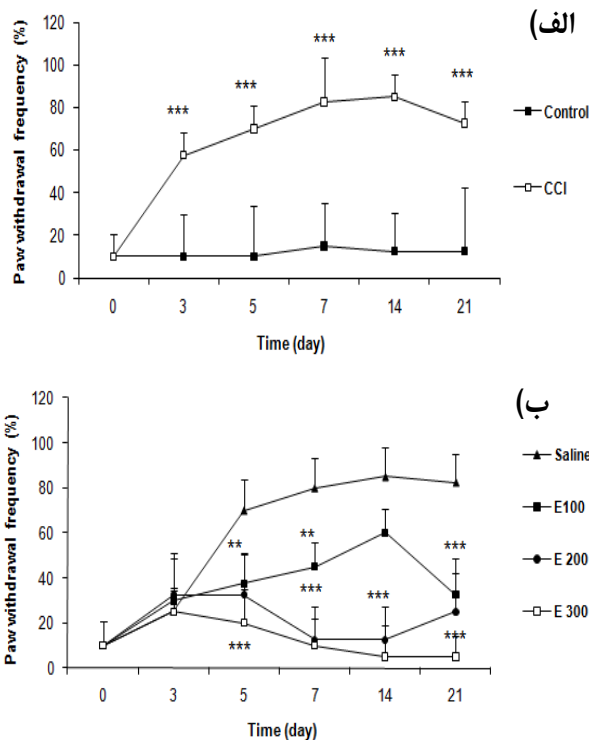 الف)
Paw withdrawal frequency (%)
120
100
80
60
40
20
0
***
***
***
***
***
Control
CCI
0 3 5 7 14 21
Time (day)
ب)
Paw withdrawal frequency (%)
120
100
80
60
40
20
0
**
**
***
***
***
***
***
Saline
E100
E 200
E 300
0 3 5 7 14 21
Time (day)